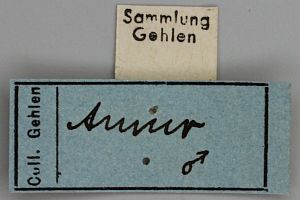 Sammlung
Gehlen
Coll. Gehlen
Amur
♂